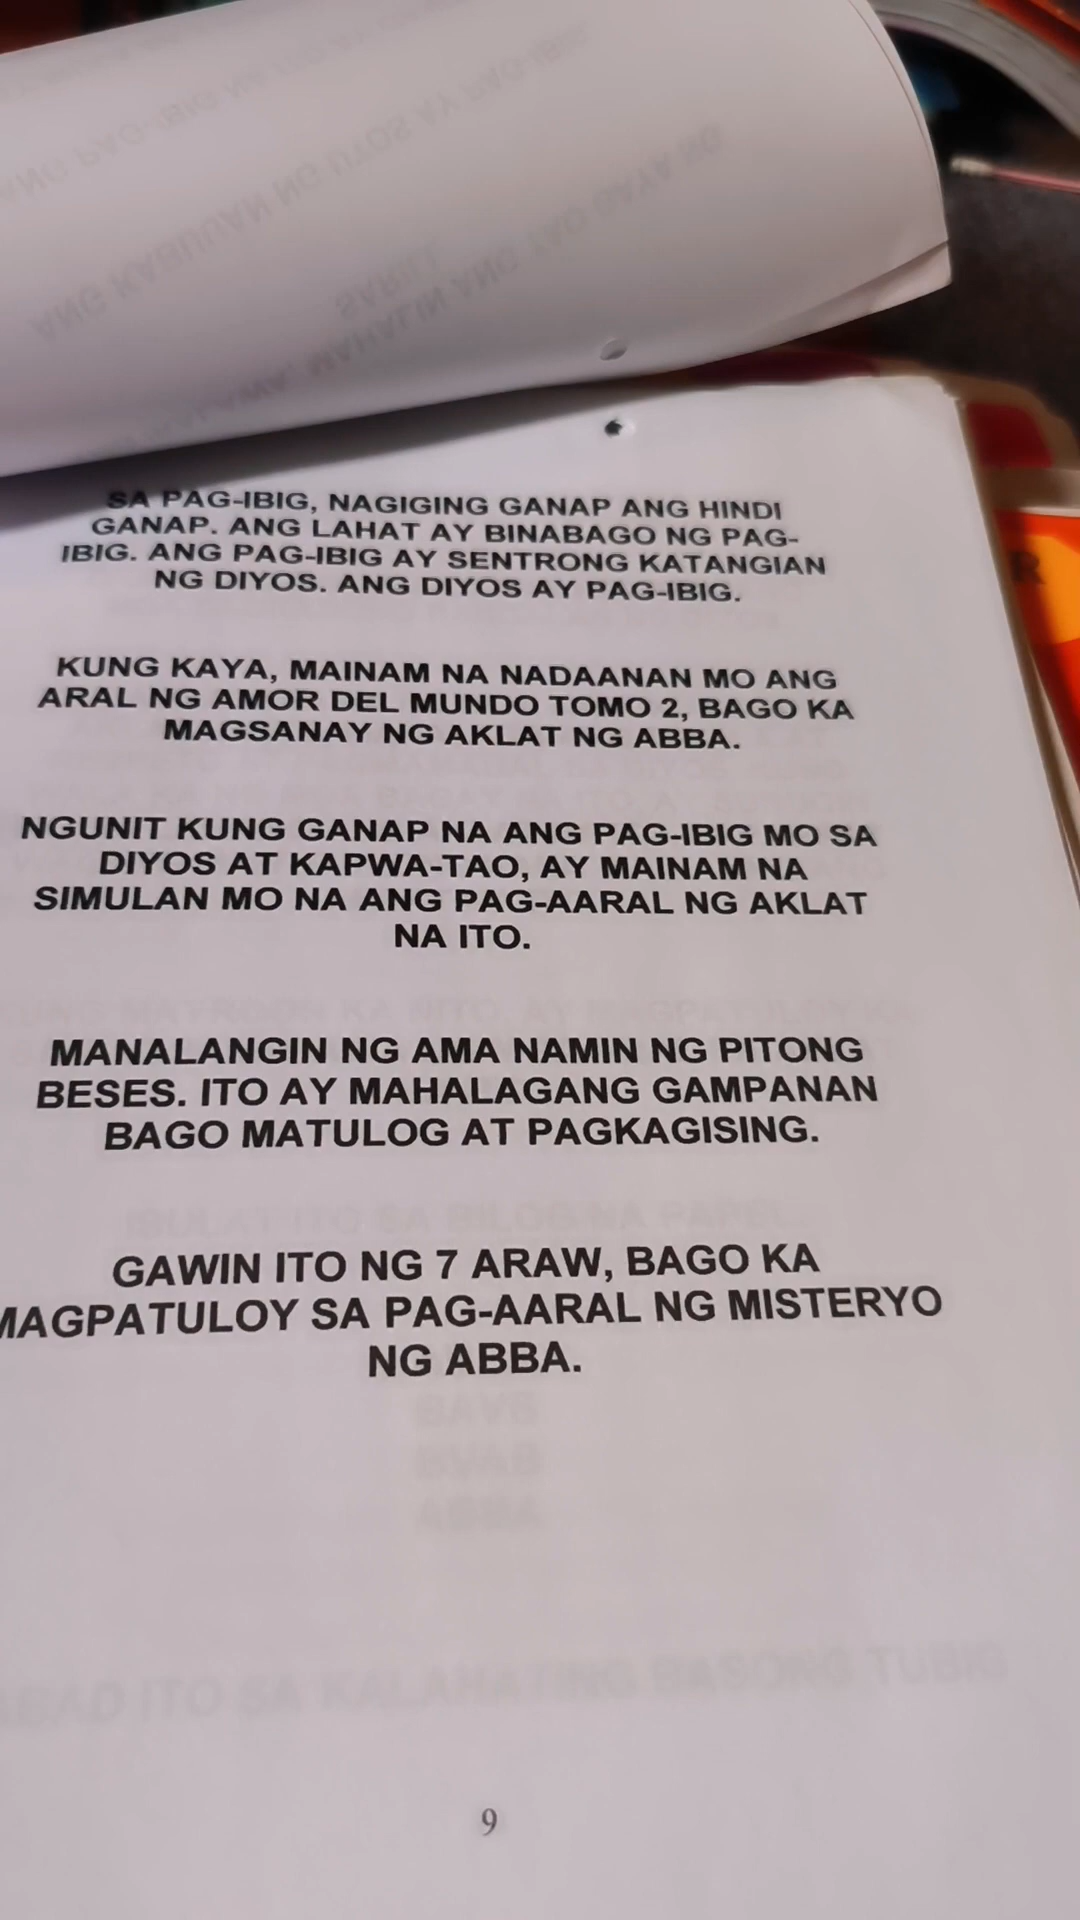 SA PAG-IBIG, NAGIGING GANAP ANG HINDI
GANAP. ANG LAHAT AY BINABAGO NG PAG-
IBIG. ANG PAG-IBIG AY SENTRONG KATANGIAN
NG DIYOS. ANG DIYOS AY PAG-IBIG.
KUNG KAYA, MAINAM NA NADAANAN MO ANG
ARAL NG AMOR DEL MUNDO TOMO 2, BAGO KA
MAGSANAY NG AKLAT NG ABBA.
NGUNIT KUNG GANAP NA ANG PAG-IBIG MO SA
DIYOS AT KAPWA-TAO, AY MAINAM NA
SIMULAN MO NA ANG PAG-AARAL NG AKLAT
NA ITO.
MANALANGIN NG AMA NAMIN NG PITONG
BESES. ITO AY MAHALAGANG GAMPANAN
BAGO MATULOG AT PAGKAGISING.
GAWIN ITO NG 7 ARAW, BAGO KA
MAGPATULOY SA PAG-AARAL NG MISTERYO
NG ABBA.
9